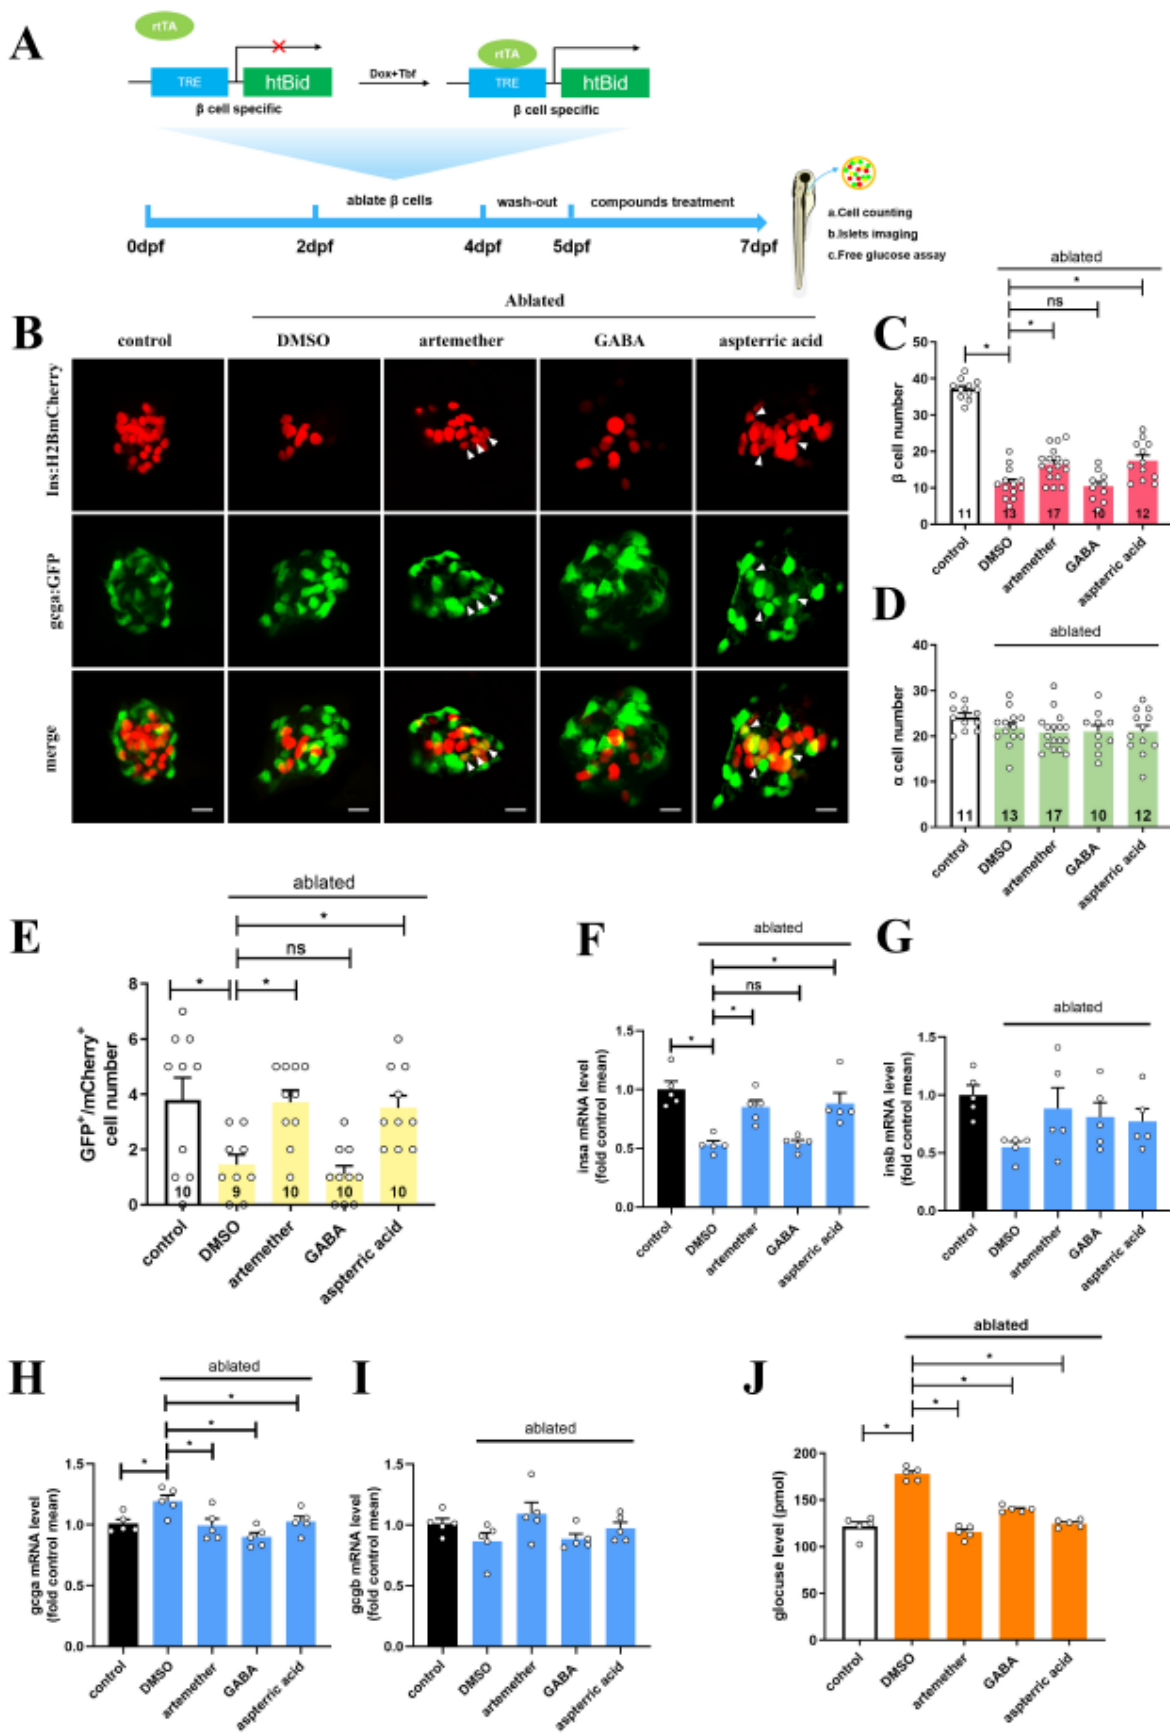 A
rtTA
rtTA
TRE
htBid
Dox+Tbf
TRE
htBid
β cell specific
β cell specific
ablate β cells
wash-out
compounds treatment
0dpf
2dpf
4dpf
5dpf
7dpf
a.Cell counting
b.Islets imaging
c.Free glucose assay
B
Ablated
control
DMSO
artemether
GABA
aspterric acid
Ins:H2BmCherry
gcga:GFP
merge
C
ablated
*
ns
*
*
β cell number
50
40
30
20
10
0
11
13
17
10
12
control
DMSO
artemether
GABA
aspterric acid
D
ablated
α cell number
40
30
20
10
0
11
13
17
10
12
control
DMSO
artemether
GABA
aspterric acid
E
ablated
*
ns
*
*
GFP+/mCherry+
cell number
8
6
4
2
0
10
9
10
10
10
control
DMSO
artemether
GABA
aspterric acid
F
ablated
*
ns
*
*
insa mRNA level
(fold control mean)
1.5
1.0
0.5
0.0
control
DMSO
artemether
GABA
aspterric acid
G
ablated
insb mRNA level
(fold control mean)
1.5
1.0
0.5
0.0
control
DMSO
artemether
GABA
aspterric acid
H
ablated
*
*
*
*
gcga mRNA level
(fold control mean)
1.5
1.0
0.5
0.0
control
DMSO
artemether
GABA
aspterric acid
I
ablated
gcgb mRNA level
(fold control mean)
1.5
1.0
0.5
0.0
control
DMSO
artemether
GABA
aspterric acid
J
ablated
*
*
*
*
glocuse level (pmol)
200
150
100
50
0
control
DMSO
artemether
GABA
aspterric acid